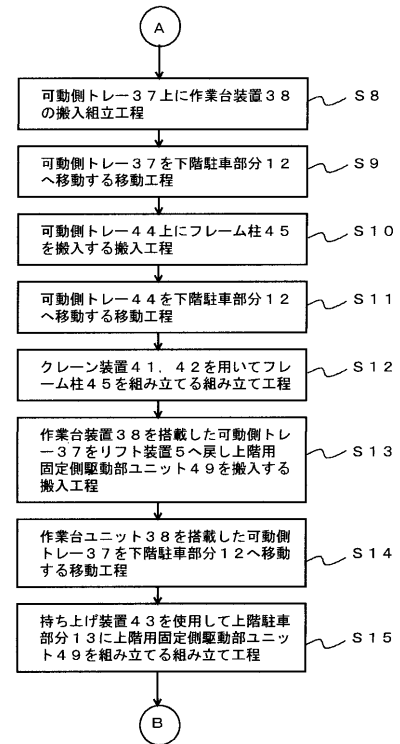 A
可動側トレー３７上に作業台装置３８
の搬入組立工程
Ｓ８
可動側トレー３７を下階駐車部分１２
へ移動する移動工程
Ｓ９
可動側トレー４４上にフレーム柱４５
を搬入する搬入工程
Ｓ１０
可動側トレー４４を下階駐車部分１２
へ移動する移動工程
Ｓ１１
クレーン装置４１，４２を用いてフレ
ーム柱４５を組み立てる組み立て工程
Ｓ１２
作業台装置３８を搭載した可動側トレ
ー３７をリフト装置５へ戻し上階用
固定側駆動部ユニット４９を搬入する
搬入工程
Ｓ１３
作業台ユニット３８を搭載した可動側
トレー３７を下階駐車部分１２へ移動
する移動工程
Ｓ１４
持ち上げ装置４３を使用して上階駐車
部分１３に上階用固定側駆動部ユニッ
ト４９を組み立てる組み立て工程
Ｓ１５
B